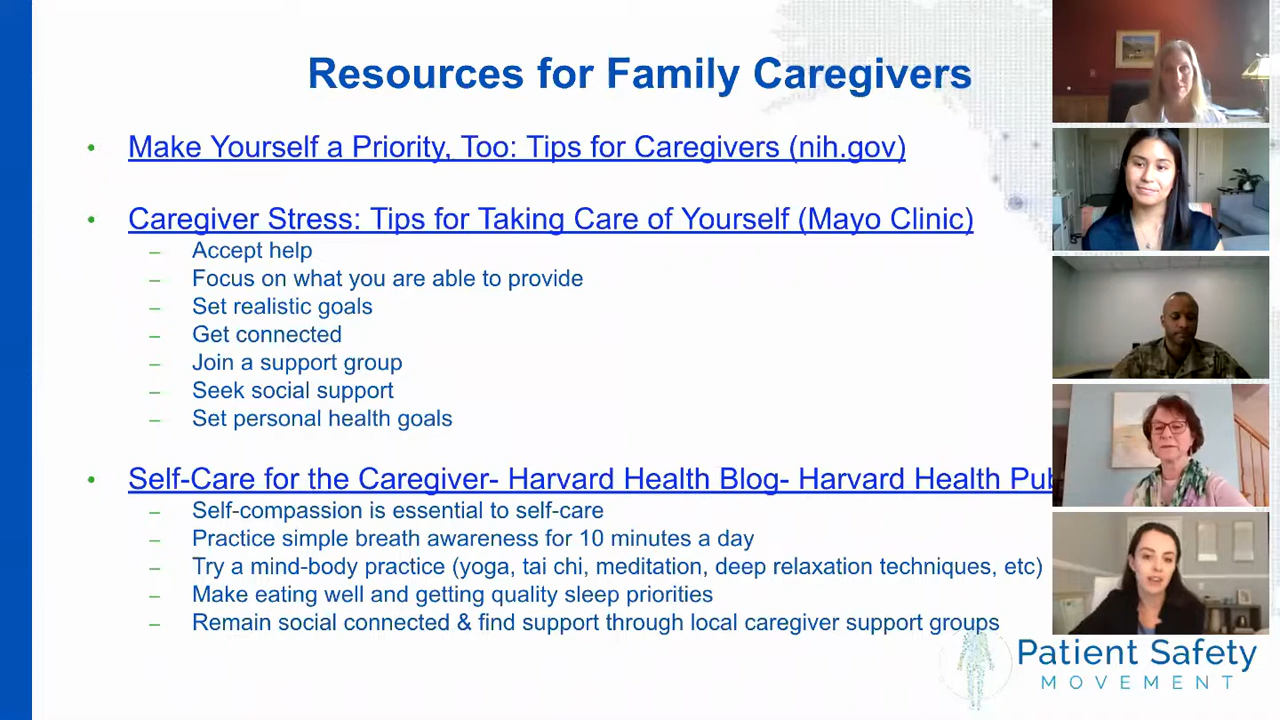 Resources for Family Caregivers
• Make Yourself a Priority, Too: Tips for Caregivers (nih.gov)
• Caregiver Stress: Tips for Taking Care of Yourself (Mayo Clinic)
– Accept help
– Focus on what you are able to provide
– Set realistic goals
– Get connected
– Join a support group
– Seek social support
– Set personal health goals
• Self-Care for the Caregiver- Harvard Health Blog- Harvard Health Pub
– Self-compassion is essential to self-care
– Practice simple breath awareness for 10 minutes a day
– Try a mind-body practice (yoga, tai chi, meditation, deep relaxation techniques, etc)
– Make eating well and getting quality sleep priorities
– Remain social connected & find support through local caregiver support groups
Patient Safety
MOVEMENT